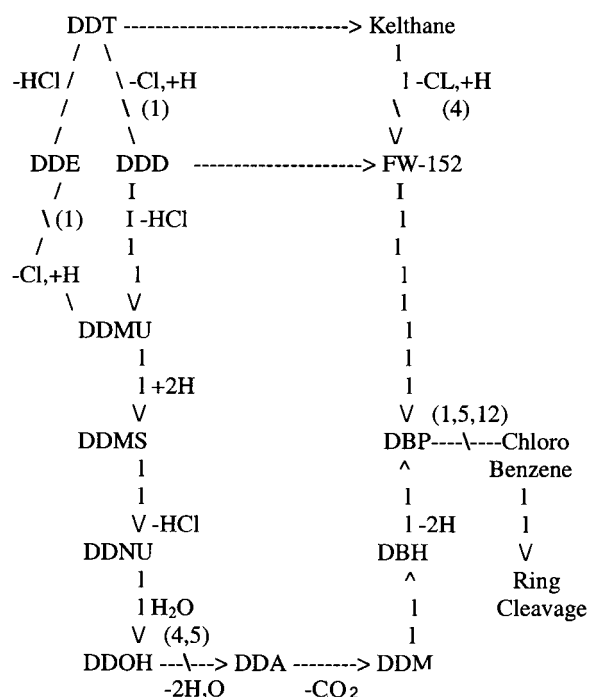 DDT ----------------------> Kelthane
-HCl -Cl,+H -CL,+H
(1) (4)
DDE DDD ----------------> FW-152
(1) -HCl
-Cl,+H
DDMU
+2H
(1,5,12)
DDMS DBP----\----Chloro
Benzene
-HCl -2H
DDNU DBH
Ring
H₂O Cleavage
(4,5)
DDOH ---\--> DDA --------> DDM
-2H,O -CO₂